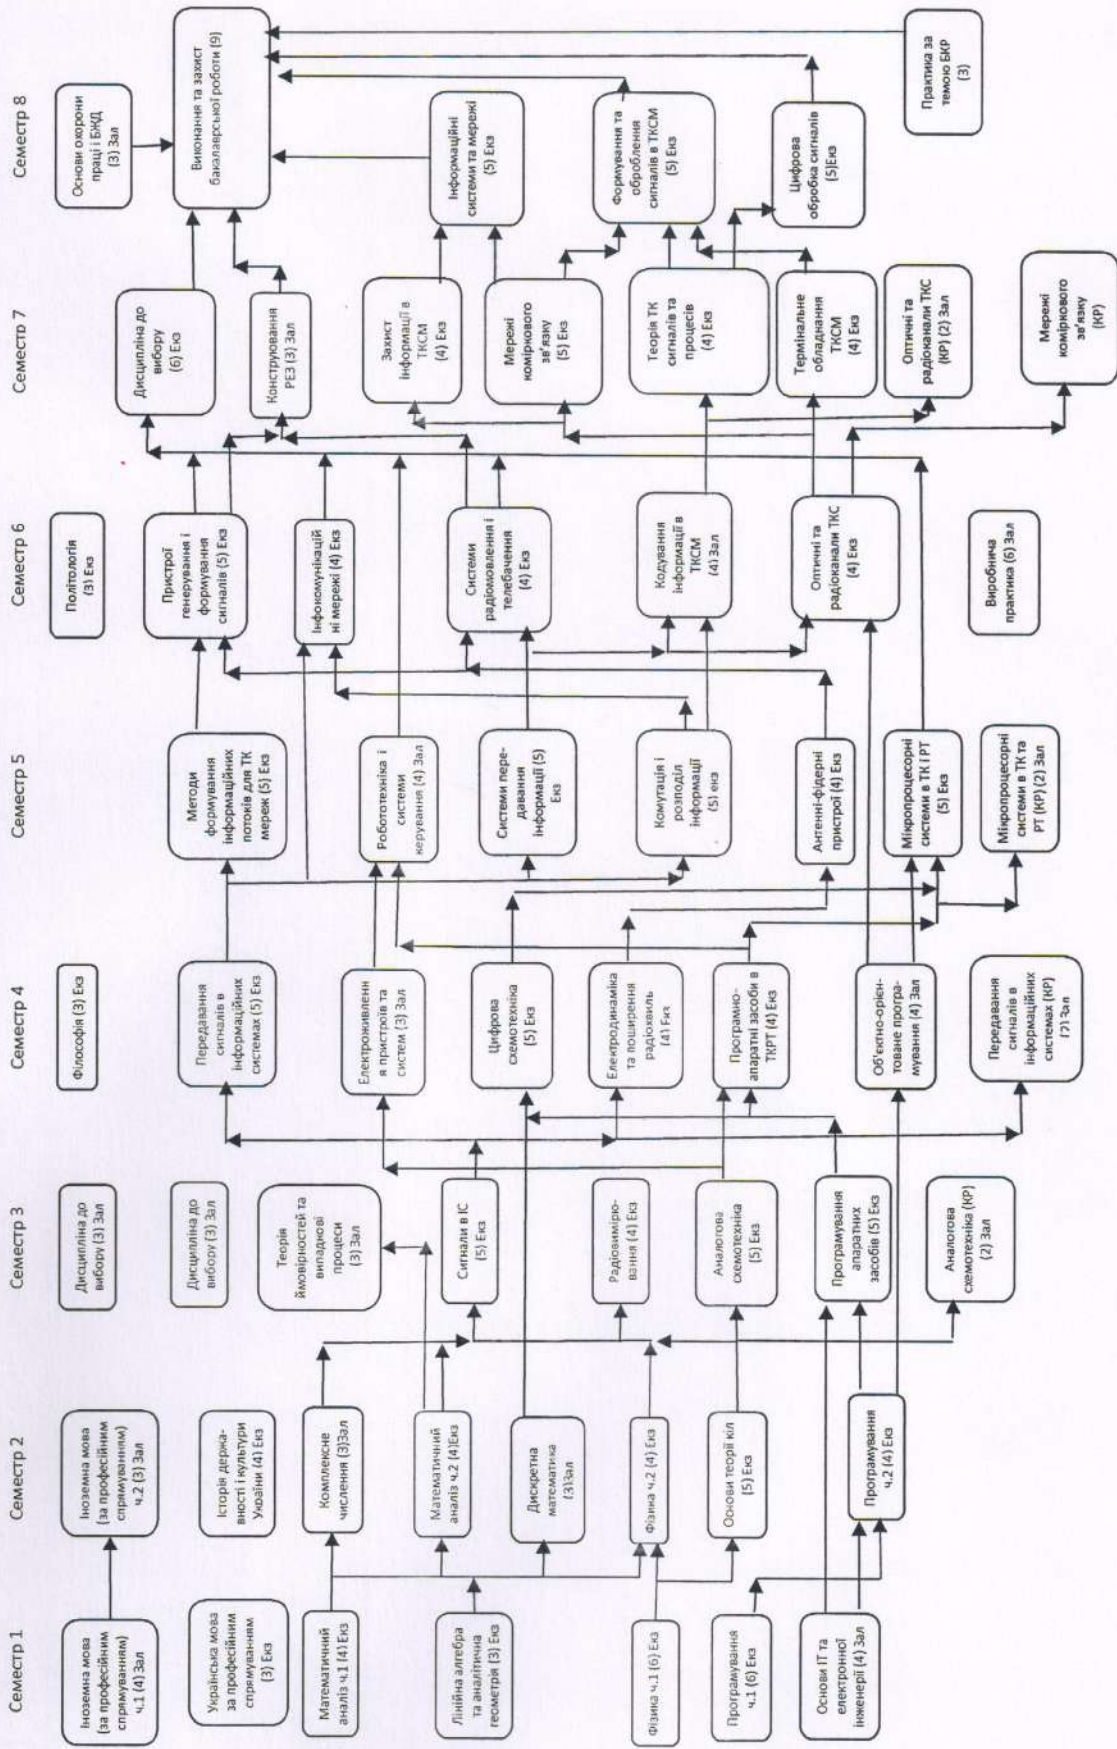 Семестр 1
Іноземна мова
(за професійним
спрямуванням)
ч.1 (4) Зал
Українська мова
за професійним
спрямуванням
(3) Екз
Математичний
аналіз ч.1 (4) Екз
Лінійна алгебра
та аналітична
геометрія (3) Екз
Фізика ч.1 (6) Екз
Програмування
ч.1 (6) Екз
Основи ІТ та
електронної
інженерії (4) Зал
Семестр 2
Іноземна мова
(за професійним
спрямуванням)
ч.2 (3) Зал
Історія держа-
вності і культури
України (4) Екз
Комплексне
числення (3)Зал
Математичний
аналіз ч.2 (4)Екз
Дискретна
математика
(3)Зал
Фізика ч.2 (4) Екз
Основи теорії кіл
(5) Екз
Програмування
ч.2 (4) Екз
Семестр 3
Дисципліна до
вибору (3) Зал
Дисципліна до
вибору (3) Зал
Теорія
ймовірностей та
випадкові
процеси
(3) Зал
Сигнали в ІС
(5) Екз
Радіовимірю-
вання (4) Екз
Аналогова
схемотехніка
(5) Екз
Програмування
апаратних
засобів (5) Екз
Аналогова
схемотехніка (КР)
(2) Зал
Семестр 4
Філософія (3) Екз
Передавання
сигналів в
інформаційних
системах (5) Екз
Електроживленн
я пристроїв та
систем (3) Зал
Цифрова
схемотехніка
(5) Екз
Електродинаміка
та поширення
радіохвиль
(4) Екз
Програмно-
апаратні засоби в
ТКРТ (4) Екз
Об'єктно-орієн-
товане програ-
мування (4) Зал
Передавання
сигналів в
інформаційних
системах (КР)
(2) Зал
Семестр 5
Методи
формування
інформаційних
потоків для ТК
мереж (5) Екз
Робототехніка і
системи
керування (4) Зал
Системи пере-
давання
інформації (5)
Екз
Комутація і
розподіл
інформації
(5) екз
Антенні-фідерні
пристрої (4) Екз
Мікропроцесорні
системи в ТК і РТ
(5) Екз
Мікропроцесорні
системи в ТК та
РТ (КР) (2) Зал
Семестр 6
Політологія
(3) Екз
Пристрої
генерування і
формування
сигналів (5) Екз
Інфокомунікацій
ні мережі (4) Екз
Системи
радіомовлення і
телебачення
(4) Екз
Кодування
інформації в
ТКСМ
(4) Зал
Оптичні та
радіоканали ТКС
(4) Екз
Виробнича
практика (6) Зал
Семестр 7
Дисципліна до
вибору
(6) Екз
Конструювання
РЕЗ (3) Зал
Захист
інформації в
ТКСМ
(4) Екз
Мережі
коміркового
зв'язку
(5) Екз
Теорія ТК
сигналів та
процесів
(4) Екз
Термінальне
обладнання
ТКСМ
(4) Екз
Оптичні та
радіоканали ТКС
(КР) (2) Зал
Мережі
коміркового
зв'язку
(КР)
Семестр 8
Основи охорони
праці і БЖД
(3) Зал
Виконання та захист
бакалаврської роботи (9)
Інформаційні
системи та мережі
(5) Екз
Формування та
оброблення
сигналів в ТКСМ
(5) Екз
Цифрова
обробка сигналів
(5)Екз
Практика за
темою БКР
(3)